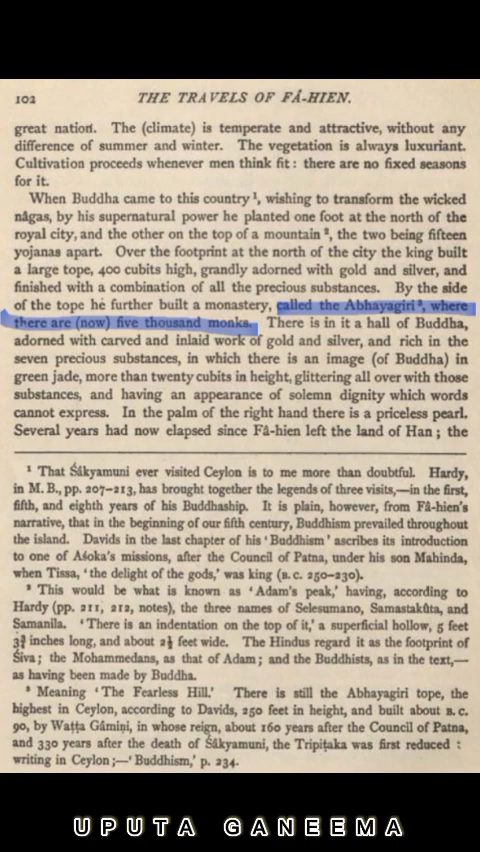 102
THE TRAVELS OF FÂ-HIEN.
great nation. The (climate) is temperate and attractive, without any
difference of summer and winter. The vegetation is always luxuriant.
Cultivation proceeds whenever men think fit: there are no fixed seasons
for it.
When Buddha came to this country¹, wishing to transform the wicked
nâgas, by his supernatural power he planted one foot at the north of the
royal city, and the other on the top of a mountain², the two being fifteen
yojanas apart. Over the footprint at the north of the city the king built
a large tope, 400 cubits high, grandly adorned with gold and silver, and
finished with a combination of all the precious substances. By the side
of the tope he further built a monastery, called the Abhayagiri³, where
there are (now) five thousand monks. There is in it a hall of Buddha,
adorned with carved and inlaid work of gold and silver, and rich in the
seven precious substances, in which there is an image (of Buddha) in
green jade, more than twenty cubits in height, glittering all over with those
substances, and having an appearance of solemn dignity which words
cannot express. In the palm of the right hand there is a priceless pearl.
Several years had now elapsed since Fâ-hien left the land of Han; the
¹ That Śâkyamuni ever visited Ceylon is to me more than doubtful. Hardy,
in M. B., pp. 207–213, has brought together the legends of three visits,—in the first,
fifth, and eighth years of his Buddhaship. It is plain, however, from Fâ-hien's
narrative, that in the beginning of our fifth century, Buddhism prevailed throughout
the island. Davids in the last chapter of his 'Buddhism' ascribes its introduction
to one of Aśoka's missions, after the Council of Patna, under his son Mahinda,
when Tissa, 'the delight of the gods,' was king (B.C. 250–230).
² This would be what is known as 'Adam's peak,' having, according to
Hardy (pp. 211, 212, notes), the three names of Selesumano, Samastakûta, and
Samanila. 'There is an indentation on the top of it,' a superficial hollow, 5 feet
3¾ inches long, and about 2½ feet wide. The Hindus regard it as the footprint of
Śiva; the Mohammedans, as that of Adam; and the Buddhists, as in the text,—
as having been made by Buddha.
³ Meaning 'The Fearless Hill.' There is still the Abhayagiri tope, the
highest in Ceylon, according to Davids, 250 feet in height, and built about B.C.
90, by Waṭṭa Gâmiṇi, in whose reign, about 160 years after the Council of Patna,
and 330 years after the death of Śâkyamuni, the Tripiṭaka was first reduced :
writing in Ceylon;—'Buddhism,' p. 234.
UPUTA GANEEMA